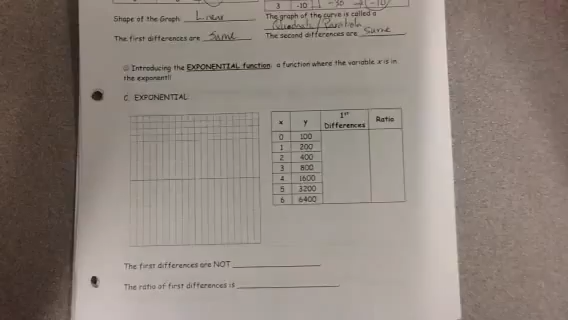 3 -10 -30 -10
Shape of the Graph: Linear
The graph of the curve is called a
Quadratic / Parabola
The first differences are Same
The second differences are Same
☺ Introducing the EXPONENTIAL function: a function where the variable x is in
the exponent!!
C. EXPONENTIAL:
x y 1st Differences Ratio
0 100
1 200
2 400
3 800
4 1600
5 3200
6 6400
The first differences are NOT
The ratio of first differences is